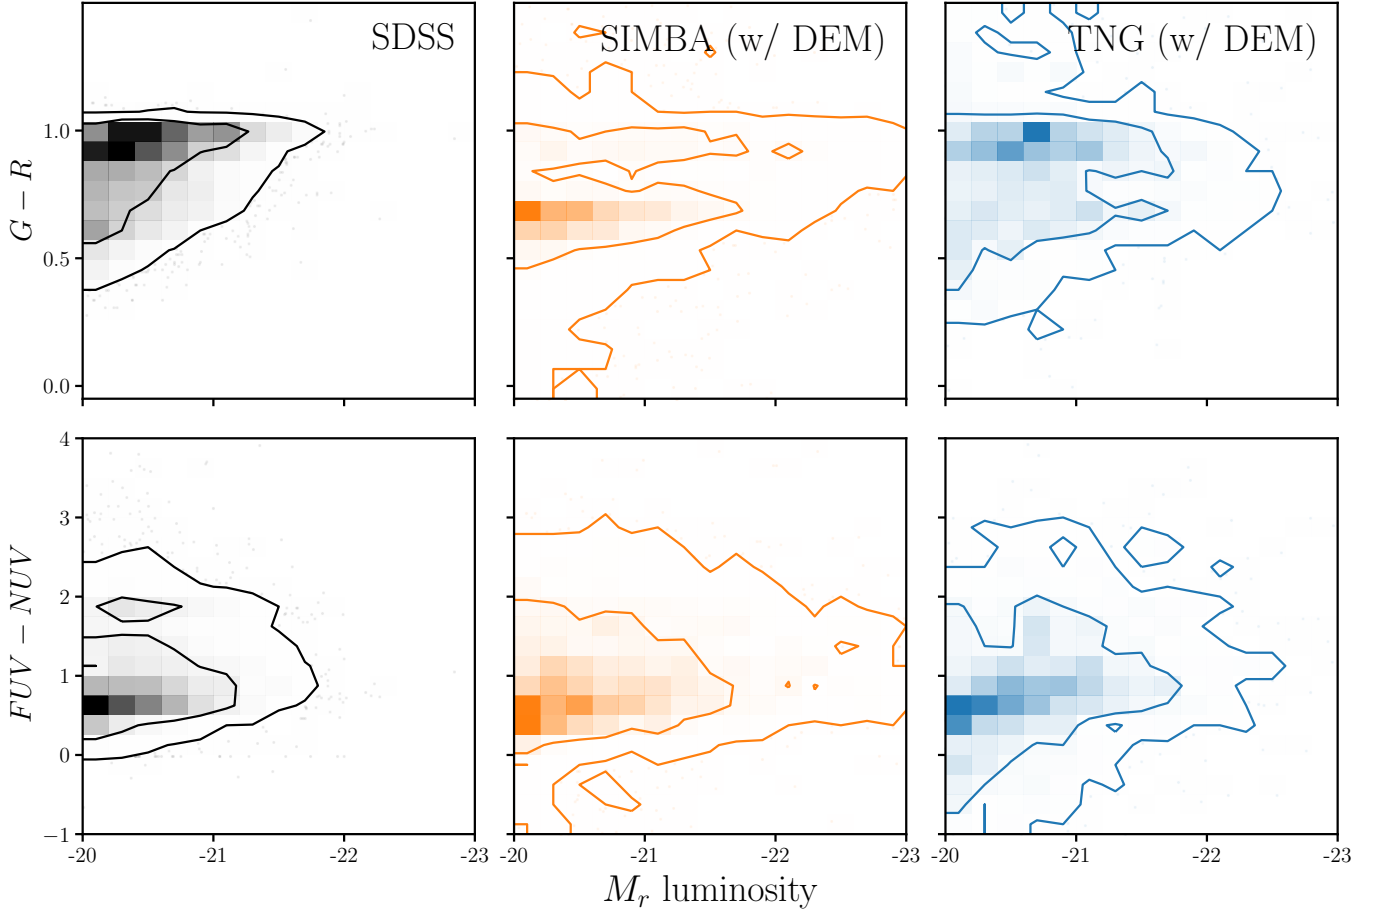 SDSS
SIMBA (w/ DEM)
TNG (w/ DEM)
1.0
0.5
0.0
G − R
4
3
2
1
0
−1
FUV − NUV
-20 -21 -22 -23
-20 -21 -22 -23
-20 -21 -22 -23
M_r luminosity